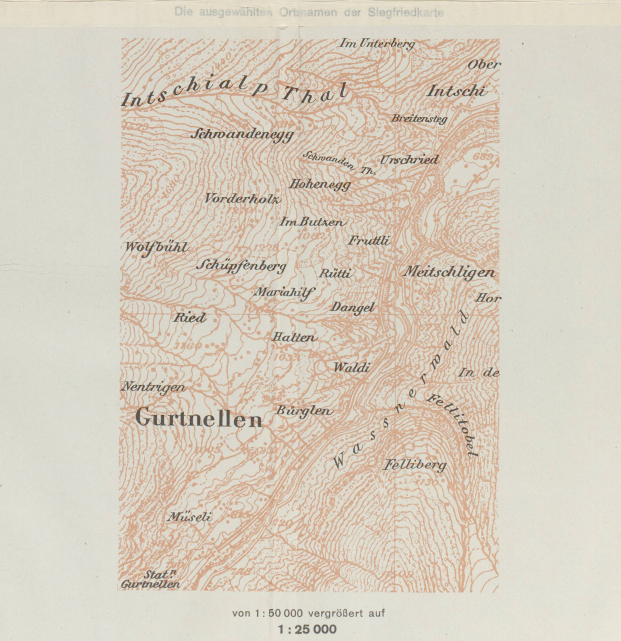 Die ausgewählten Ortsnamen der Siegfriedkarte
Im Unterberg
Ober
Intschialp Thal
Intschi
Breitensteg
Schwandenegg
Schwanden Th.
Urschried
689
Hohenegg
Vorderholz
Im Butzen
Fruttli
Wolfbühl
Schüpfenberg
Rütti
Meitschligen
Mariahilf
Hor
Dangel
Ried
Halten
Waldi
In de
Nentrigen
Wassnerwald
Fellitobel
Gurtnellen
Bürglen
Felliberg
Müseli
Statn.
Gurtnellen
von 1:50 000 vergrößert auf
1:25 000